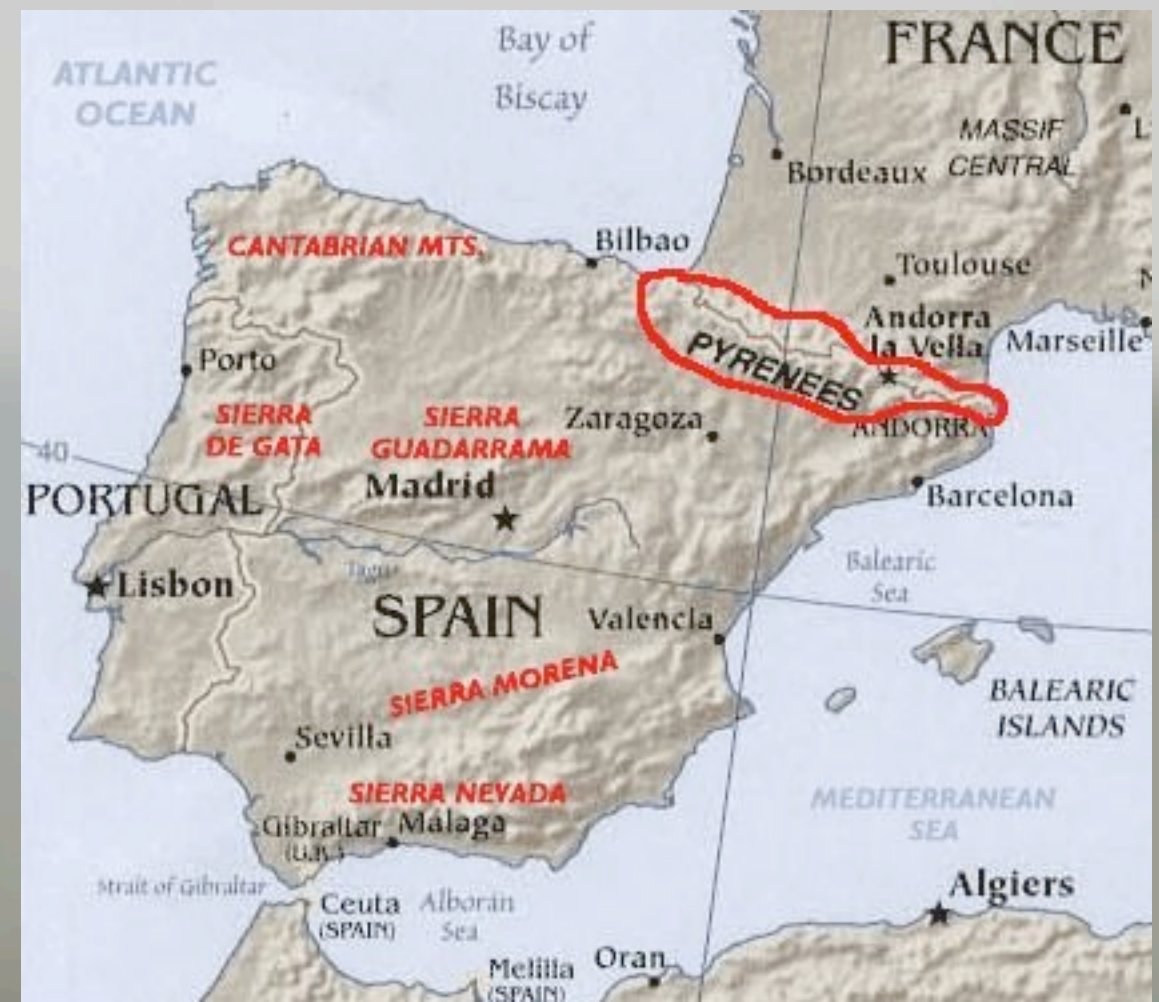 Bay of
Biscay
FRANCE
ATLANTIC
OCEAN
MASSIF
CENTRAL
L
Bordeaux
CANTABRIAN MTS.
Bilbao
Toulouse
N
Andorra
la Vella
Marseille
Porto
PYRENEES
SIERRA
DE GATA
SIERRA
GUADARRAMA
Zaragoza
ANDORRA
40
Madrid
PORTUGAL
Barcelona
Lisbon
Tagus
Balearic
Sea
SPAIN
Valencia
SIERRA MORENA
BALEARIC
ISLANDS
Sevilla
SIERRA NEVADA
MEDITERRANEAN
SEA
Gibraltar
(U.K.)
Málaga
Strait of Gibraltar
Ceuta
(SPAIN)
Alborán
Sea
Algiers
Melilla
(SPAIN)
Oran